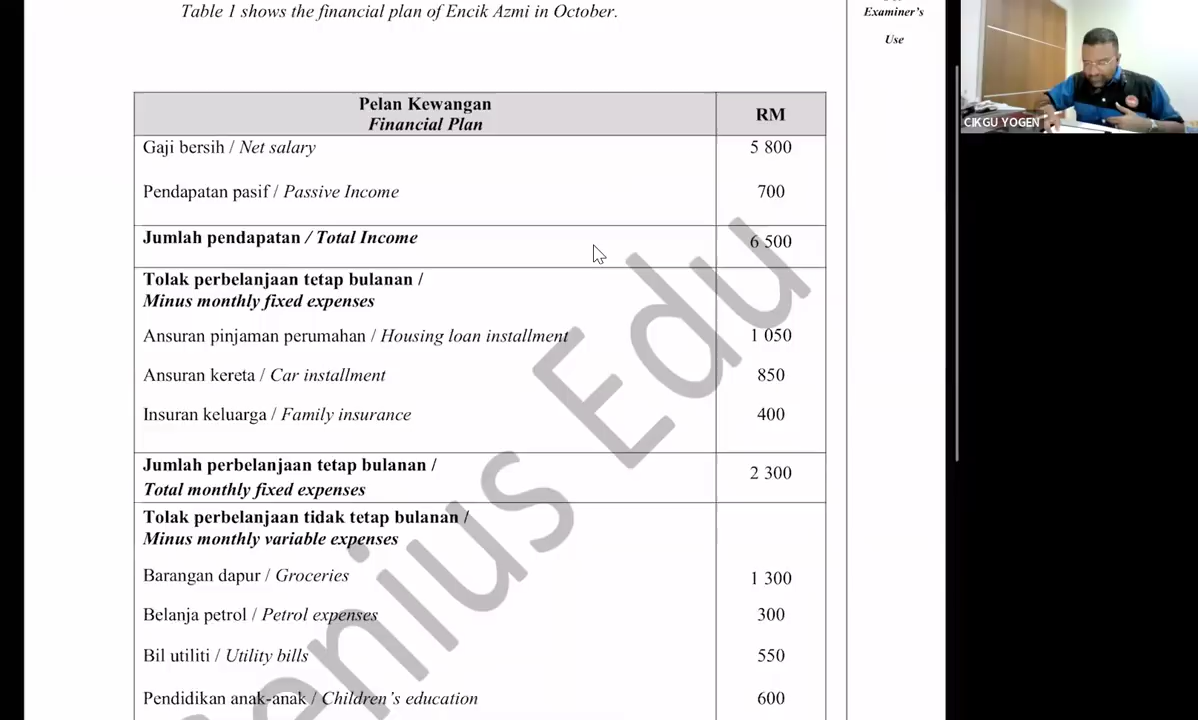 Table 1 shows the financial plan of Encik Azmi in October.
Examiner's
Use
Pelan Kewangan
Financial Plan
RM
Gaji bersih / Net salary
5 800
Pendapatan pasif / Passive Income
700
Jumlah pendapatan / Total Income
6 500
Tolak perbelanjaan tetap bulanan /
Minus monthly fixed expenses
Ansuran pinjaman perumahan / Housing loan installment
1 050
Ansuran kereta / Car installment
850
Insuran keluarga / Family insurance
400
Jumlah perbelanjaan tetap bulanan /
Total monthly fixed expenses
2 300
Tolak perbelanjaan tidak tetap bulanan /
Minus monthly variable expenses
Barangan dapur / Groceries
1 300
Belanja petrol / Petrol expenses
300
Bil utiliti / Utility bills
550
Pendidikan anak-anak / Children's education
600
enius Edu
CIKGU YOGEN